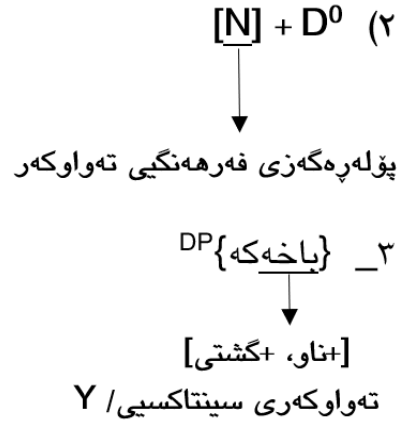 ٢) [N] + D⁰
پۆلەڕەگەزی فەرهەنگیی تەواوکەر
٣_ {باخەکە}DP
[+ناو، +گشتی]
تەواوکەری سینتاکسیی/ Y